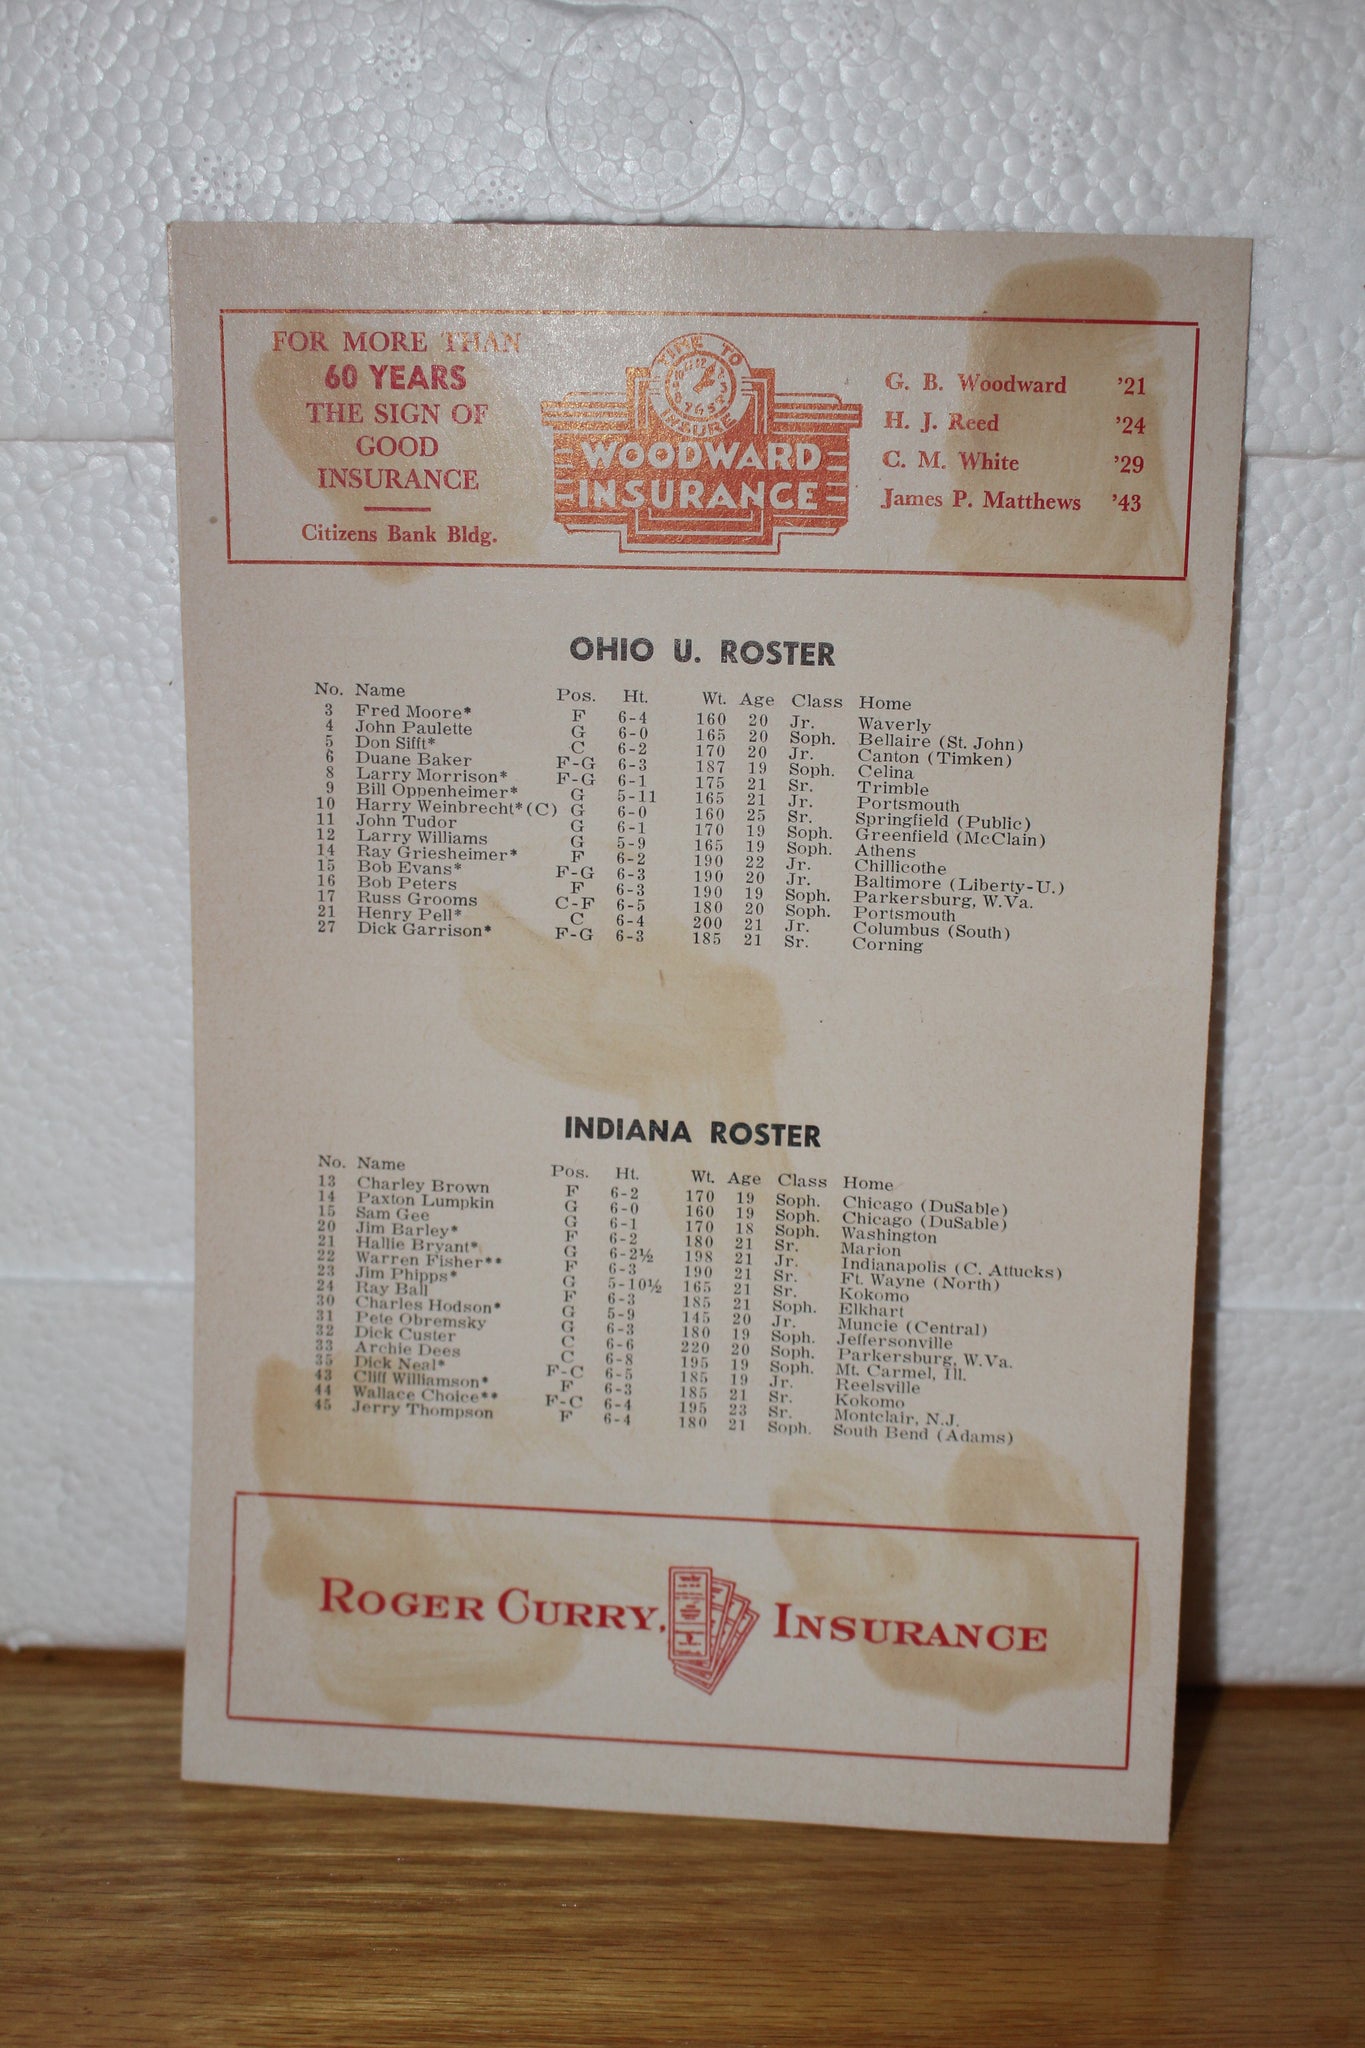 FOR MORE THAN
60 YEARS
THE SIGN OF
GOOD
INSURANCE
Citizens Bank Bldg.
TIME TO
INSURE
WOODWARD
INSURANCE
G. B. Woodward '21
H. J. Reed '24
C. M. White '29
James P. Matthews '43
OHIO U. ROSTER
No. Name Pos. Ht. Wt. Age Class Home
3 Fred Moore* F 6-4 160 20 Jr. Waverly
4 John Paulette G 6-0 165 20 Soph. Bellaire (St. John)
5 Don Sifft* C 6-2 170 20 Jr. Canton (Timken)
6 Duane Baker F-G 6-3 187 19 Soph. Celina
8 Larry Morrison* F-G 6-1 175 21 Sr. Trimble
9 Bill Oppenheimer* G 5-11 165 21 Jr. Portsmouth
10 Harry Weinbrecht*(C) G 6-0 160 25 Sr. Springfield (Public)
11 John Tudor G 6-1 170 19 Soph. Greenfield (McClain)
12 Larry Williams G 5-9 165 19 Soph. Athens
14 Ray Griesheimer* F 6-2 190 22 Jr. Chillicothe
15 Bob Evans* F-G 6-3 190 20 Jr. Baltimore (Liberty-U.)
16 Bob Peters F 6-3 190 19 Soph. Parkersburg, W.Va.
17 Russ Grooms C-F 6-5 180 20 Soph. Portsmouth
21 Henry Pell* C 6-4 200 21 Jr. Columbus (South)
27 Dick Garrison* F-G 6-3 185 21 Sr. Corning
INDIANA ROSTER
No. Name Pos. Ht. Wt. Age Class Home
13 Charley Brown F 6-2 170 19 Soph. Chicago (DuSable)
14 Paxton Lumpkin G 6-0 160 19 Soph. Chicago (DuSable)
15 Sam Gee G 6-1 170 18 Soph. Washington
20 Jim Barley* F 6-2 180 21 Sr. Marion
21 Hallie Bryant* G 6-2½ 198 21 Jr. Indianapolis (C. Attucks)
22 Warren Fisher** F 6-3 190 21 Sr. Ft. Wayne (North)
23 Jim Phipps* G 5-10½ 165 21 Sr. Kokomo
24 Ray Ball F 6-3 185 21 Soph. Elkhart
30 Charles Hodson* G 5-9 145 20 Jr. Muncie (Central)
31 Pete Obremsky G 6-3 180 19 Soph. Jeffersonville
32 Dick Custer C 6-6 220 20 Soph. Parkersburg, W.Va.
33 Archie Dees C 6-8 195 19 Soph. Mt. Carmel, Ill.
35 Dick Neal* F-C 6-5 185 19 Jr. Reelsville
43 Cliff Williamson* F 6-3 185 21 Sr. Kokomo
44 Wallace Choice** F-C 6-4 195 23 Sr. Montclair, N.J.
45 Jerry Thompson F 6-4 180 21 Soph. South Bend (Adams)
ROGER CURRY, INSURANCE